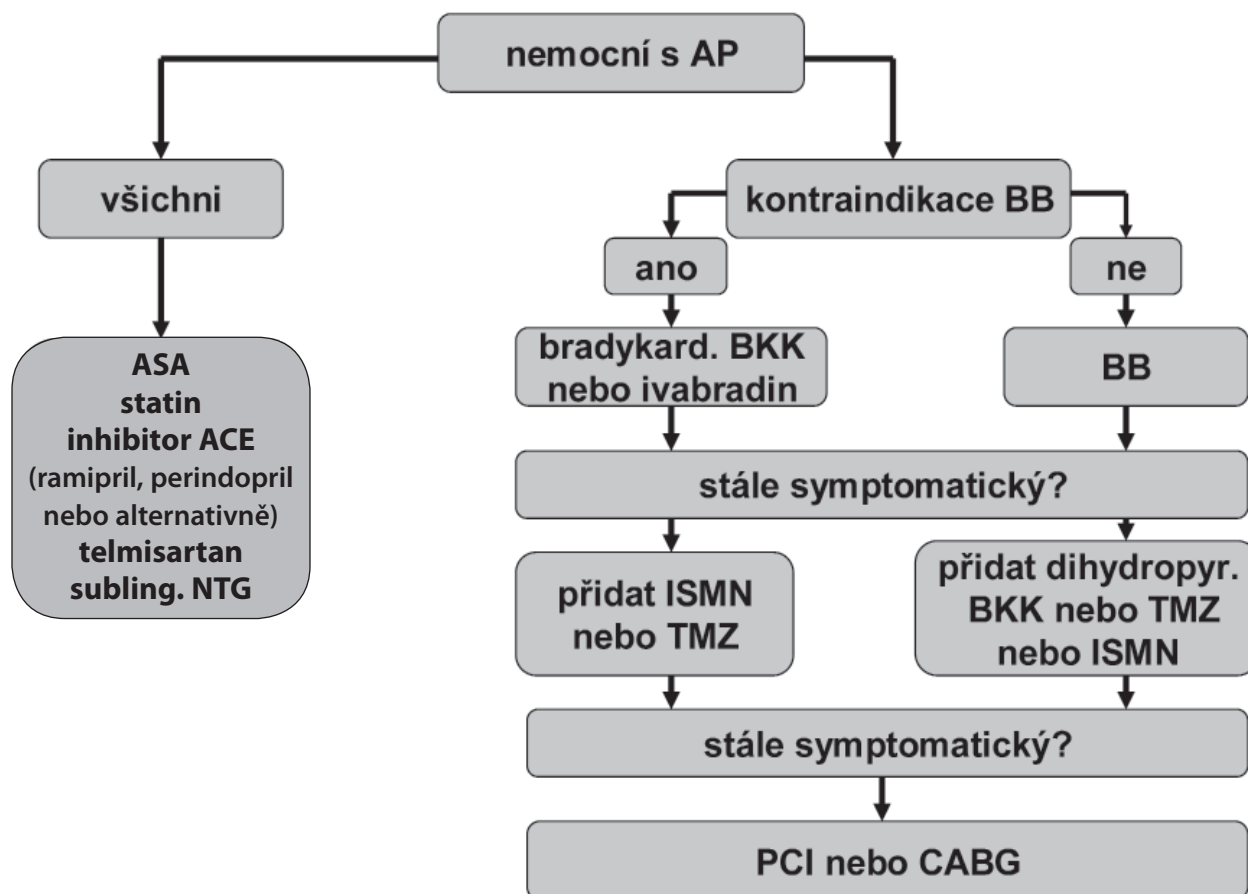 nemocní s AP
všichni
ASA
statin
inhibitor ACE
(ramipril, perindopril
nebo alternativně)
telmisartan
subling. NTG
kontraindikace BB
ano
ne
bradykard. BKK
nebo ivabradin
BB
stále symptomatický?
přidat ISMN
nebo TMZ
přidat dihydropyr.
BKK nebo TMZ
nebo ISMN
stále symptomatický?
PCI nebo CABG